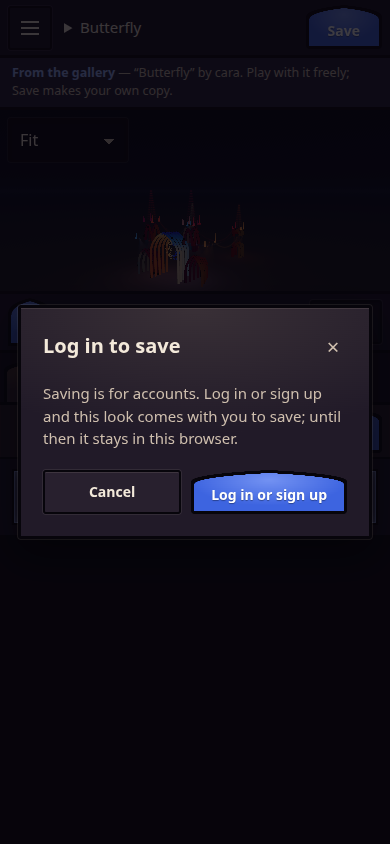 Butterfly
Save
From the gallery — “Butterfly” by cara. Play with it freely;
Save makes your own copy.
Fit
Log in to save
×
Saving is for accounts. Log in or sign up
and this look comes with you to save; until
then it stays in this browser.
Cancel
Log in or sign up